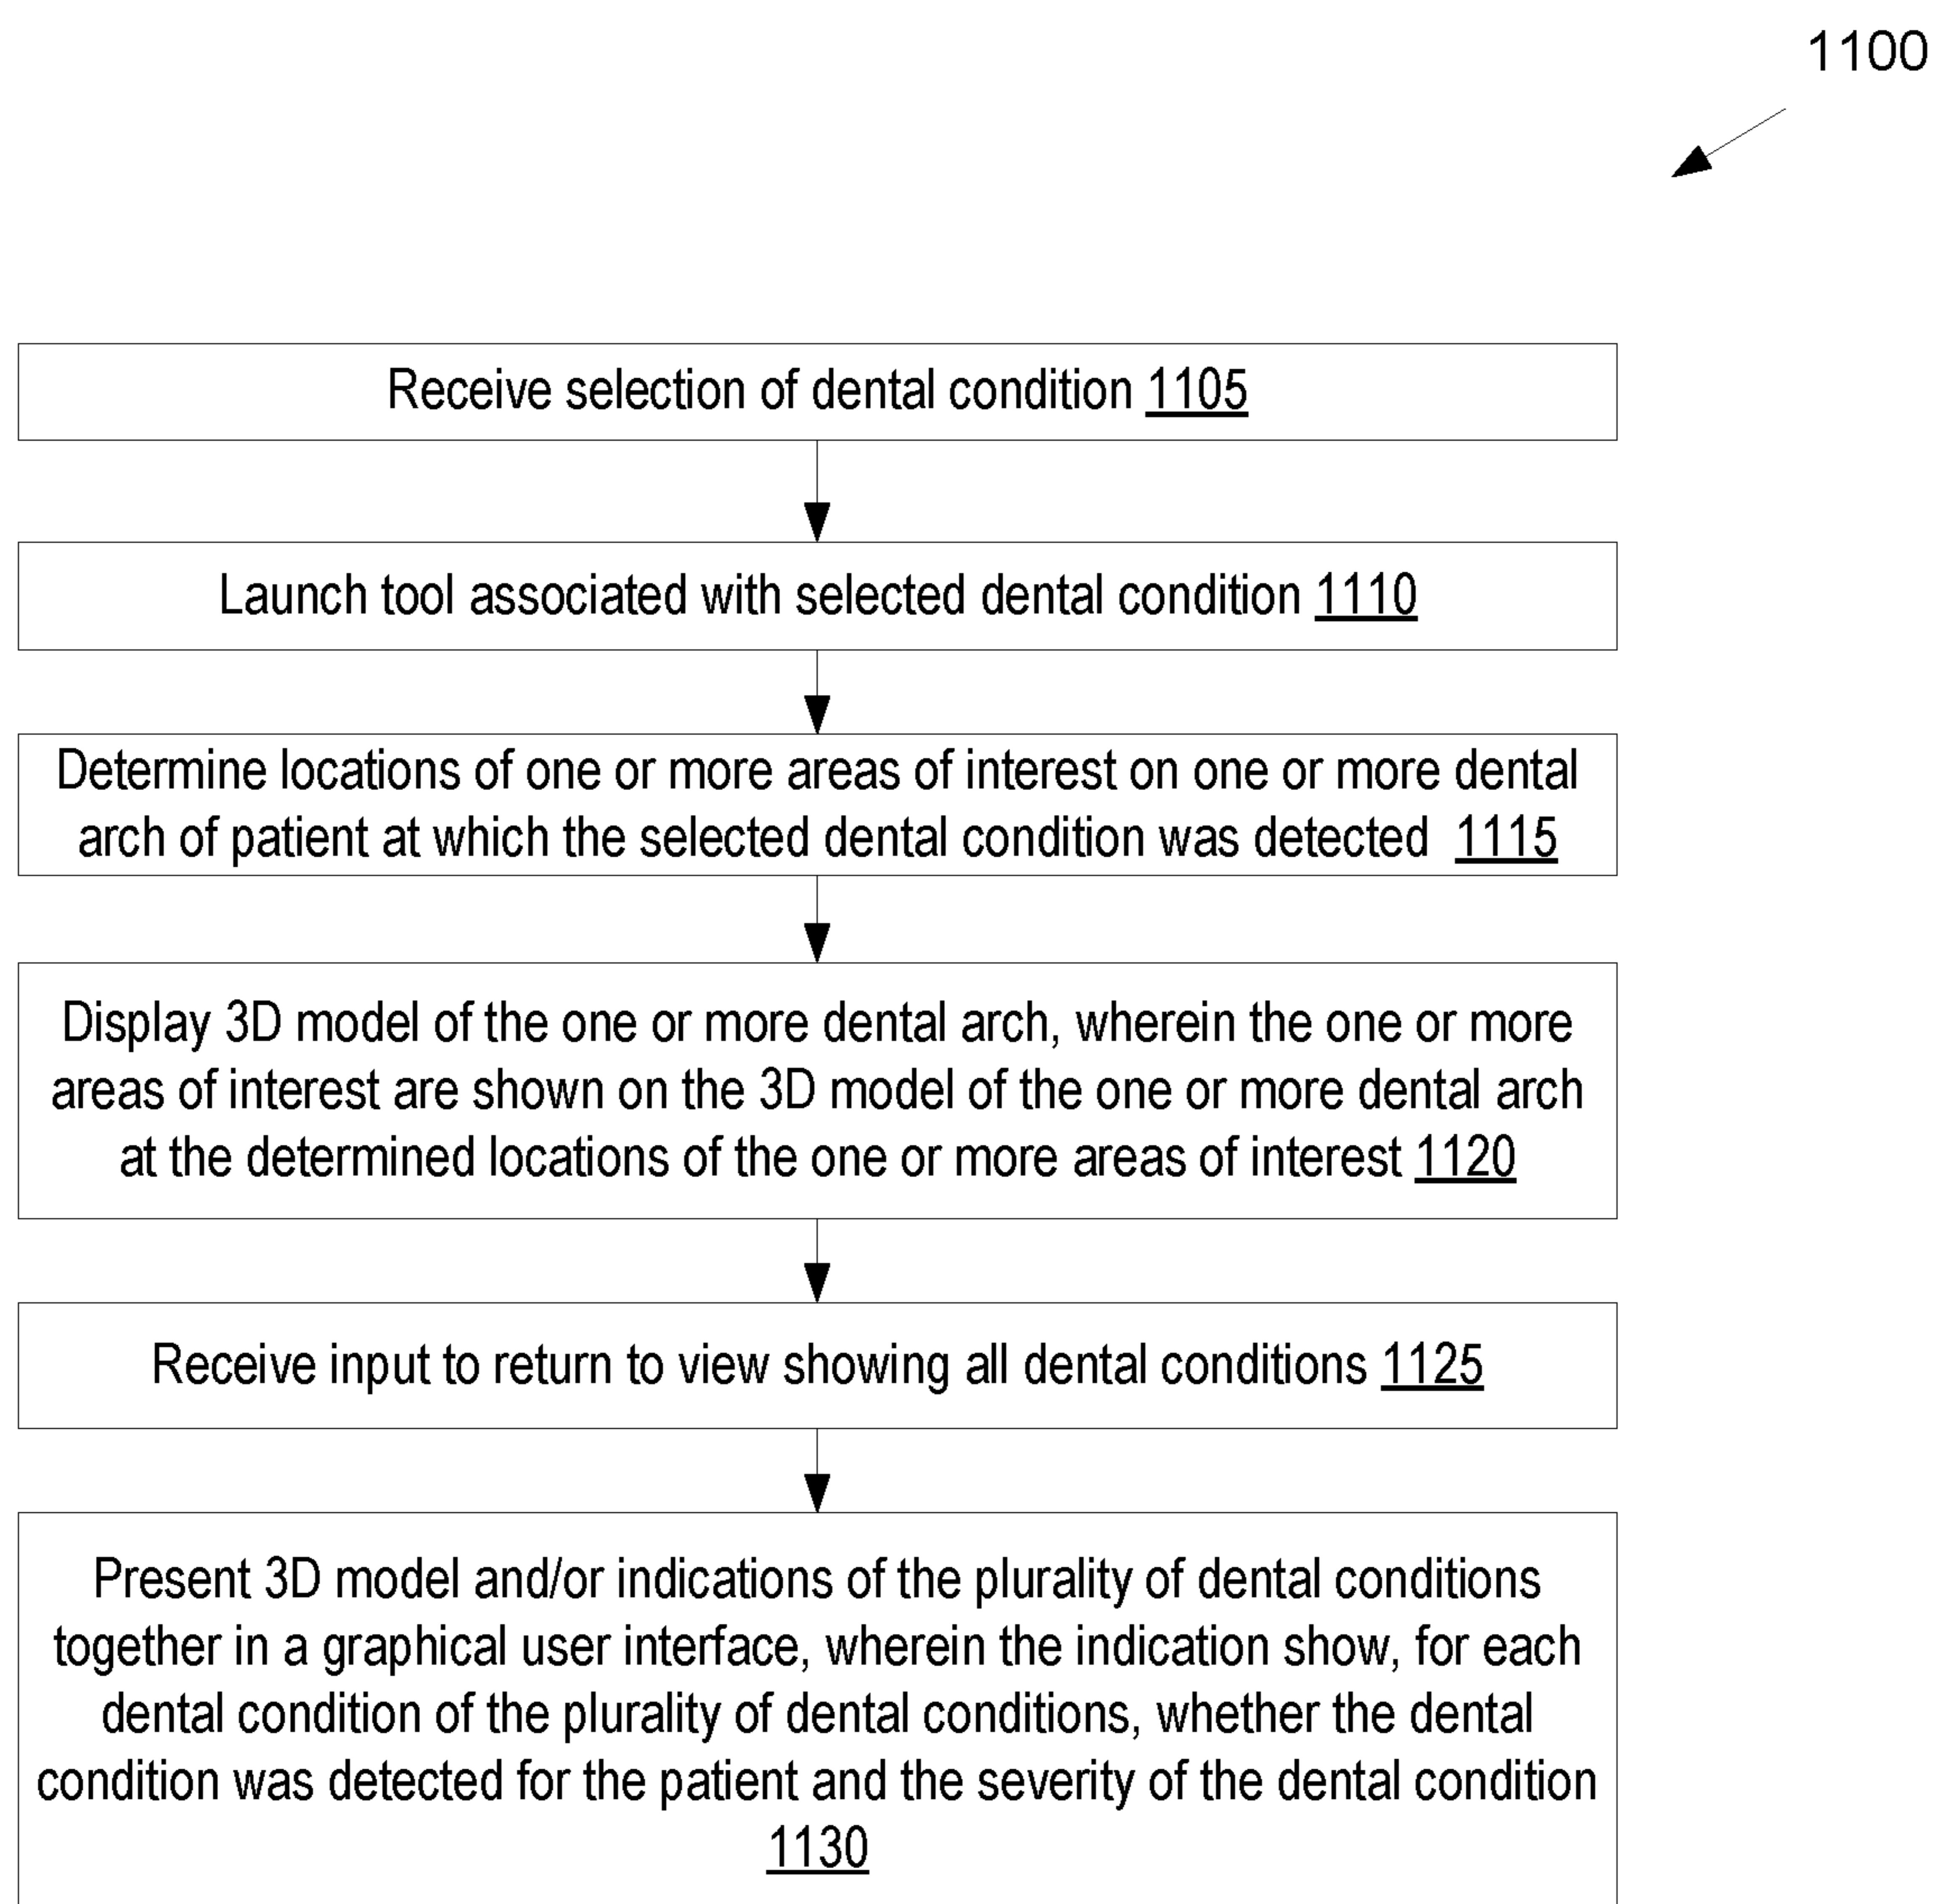 1100
Receive selection of dental condition 1105
Launch tool associated with selected dental condition 1110
Determine locations of one or more areas of interest on one or more dental
arch of patient at which the selected dental condition was detected 1115
Display 3D model of the one or more dental arch, wherein the one or more
areas of interest are shown on the 3D model of the one or more dental arch
at the determined locations of the one or more areas of interest 1120
Receive input to return to view showing all dental conditions 1125
Present 3D model and/or indications of the plurality of dental conditions
together in a graphical user interface, wherein the indication show, for each
dental condition of the plurality of dental conditions, whether the dental
condition was detected for the patient and the severity of the dental condition
1130